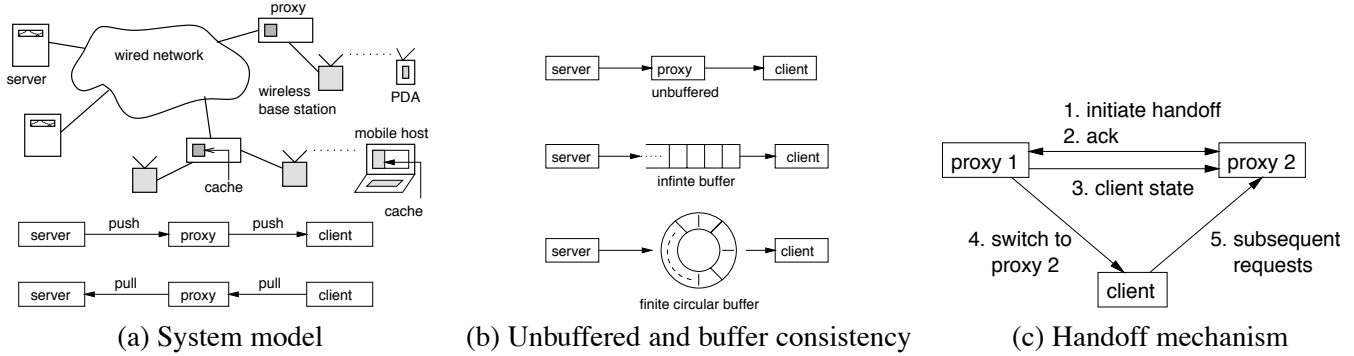 proxy
wired network
server
wireless
base station
PDA
mobile host
cache
cache
server push proxy push client
server pull proxy pull client
(a) System model
server proxy client
unbuffered
server client
infinte buffer
server client
finite circular buffer
(b) Unbuffered and buffer consistency
1. initiate handoff
2. ack
proxy 1 proxy 2
3. client state
4. switch to
proxy 2
5. subsequent
requests
client
(c) Handoff mechanism